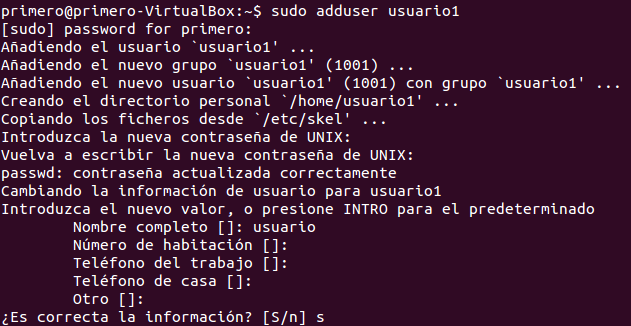 primero@primero-VirtualBox:~$ sudo adduser usuario1
[sudo] password for primero:
Añadiendo el usuario `usuario1' ...
Añadiendo el nuevo grupo `usuario1' (1001) ...
Añadiendo el nuevo usuario `usuario1' (1001) con grupo `usuario1' ...
Creando el directorio personal `/home/usuario1' ...
Copiando los ficheros desde `/etc/skel' ...
Introduzca la nueva contraseña de UNIX:
Vuelva a escribir la nueva contraseña de UNIX:
passwd: contraseña actualizada correctamente
Cambiando la información de usuario para usuario1
Introduzca el nuevo valor, o presione INTRO para el predeterminado
Nombre completo []: usuario
Número de habitación []:
Teléfono del trabajo []:
Teléfono de casa []:
Otro []:
¿Es correcta la información? [S/n] s